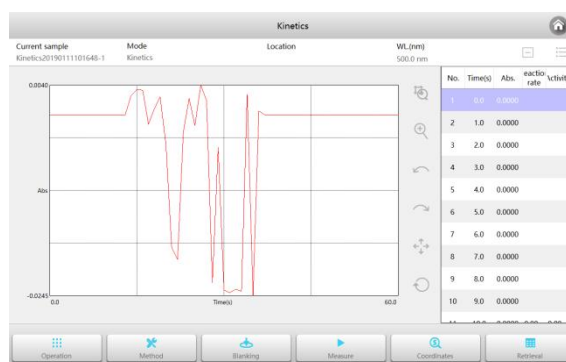 Kinetics
Current sample Mode Location WL.(nm)
Kinetics20190111101648-1 Kinetics 500.0 nm
No. Time(s) Abs. eactio rate \ctivit
0.0040
Abs
-0.0245
0.0 Time(s) 60.0
1 0.0 0.0000
2 1.0 0.0000
3 2.0 0.0000
4 3.0 0.0000
5 4.0 0.0000
6 5.0 0.0000
7 6.0 0.0000
8 7.0 0.0000
9 8.0 0.0000
10 9.0 0.0000
Operation Method Blanking Measure Coordinates Retrieval